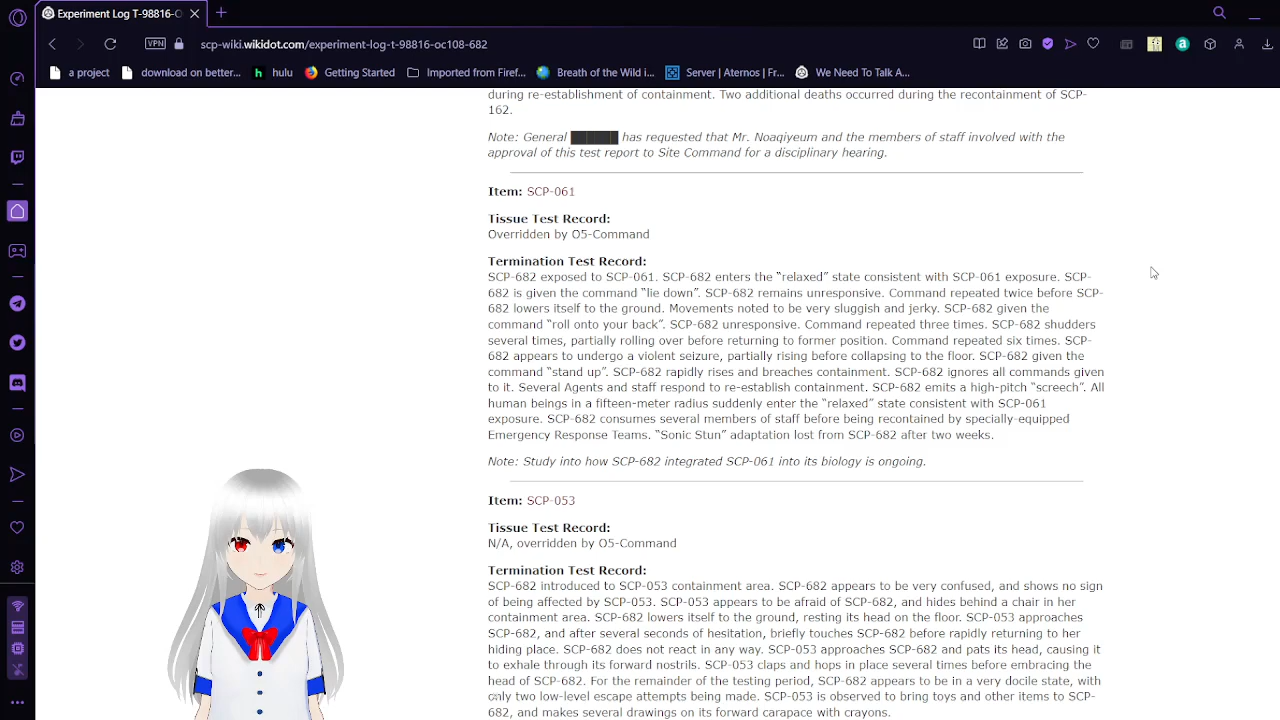 Experiment Log T-98816-O
VPN
scp-wiki.wikidot.com/experiment-log-t-98816-oc108-682
a project
download on better...
h hulu
Getting Started
Imported from Firef...
Breath of the Wild i...
Server | Aternos | Fr...
We Need To Talk A...
during re-establishment of containment. Two additional deaths occurred during the recontainment of SCP-
162.
Note: General ██████ has requested that Mr. Noaqiyeum and the members of staff involved with the
approval of this test report to Site Command for a disciplinary hearing.
Item: SCP-061
Tissue Test Record:
Overridden by O5-Command
Termination Test Record:
SCP-682 exposed to SCP-061. SCP-682 enters the “relaxed” state consistent with SCP-061 exposure. SCP-
682 is given the command “lie down”. SCP-682 remains unresponsive. Command repeated twice before SCP-
682 lowers itself to the ground. Movements noted to be very sluggish and jerky. SCP-682 given the
command “roll onto your back”. SCP-682 unresponsive. Command repeated three times. SCP-682 shudders
several times, partially rolling over before returning to former position. Command repeated six times. SCP-
682 appears to undergo a violent seizure, partially rising before collapsing to the floor. SCP-682 given the
command “stand up”. SCP-682 rapidly rises and breaches containment. SCP-682 ignores all commands given
to it. Several Agents and staff respond to re-establish containment. SCP-682 emits a high-pitch “screech”. All
human beings in a fifteen-meter radius suddenly enter the “relaxed” state consistent with SCP-061
exposure. SCP-682 consumes several members of staff before being recontained by specially-equipped
Emergency Response Teams. “Sonic Stun” adaptation lost from SCP-682 after two weeks.
Note: Study into how SCP-682 integrated SCP-061 into its biology is ongoing.
Item: SCP-053
Tissue Test Record:
N/A, overridden by O5-Command
Termination Test Record:
SCP-682 introduced to SCP-053 containment area. SCP-682 appears to be very confused, and shows no sign
of being affected by SCP-053. SCP-053 appears to be afraid of SCP-682, and hides behind a chair in her
containment area. SCP-682 lowers itself to the ground, resting its head on the floor. SCP-053 approaches
SCP-682, and after several seconds of hesitation, briefly touches SCP-682 before rapidly returning to her
hiding place. SCP-682 does not react in any way. SCP-053 approaches SCP-682 and pats its head, causing it
to exhale through its forward nostrils. SCP-053 claps and hops in place several times before embracing the
head of SCP-682. For the remainder of the testing period, SCP-682 appears to be in a very docile state, with
only two low-level escape attempts being made. SCP-053 is observed to bring toys and other items to SCP-
682, and makes several drawings on its forward carapace with crayons.